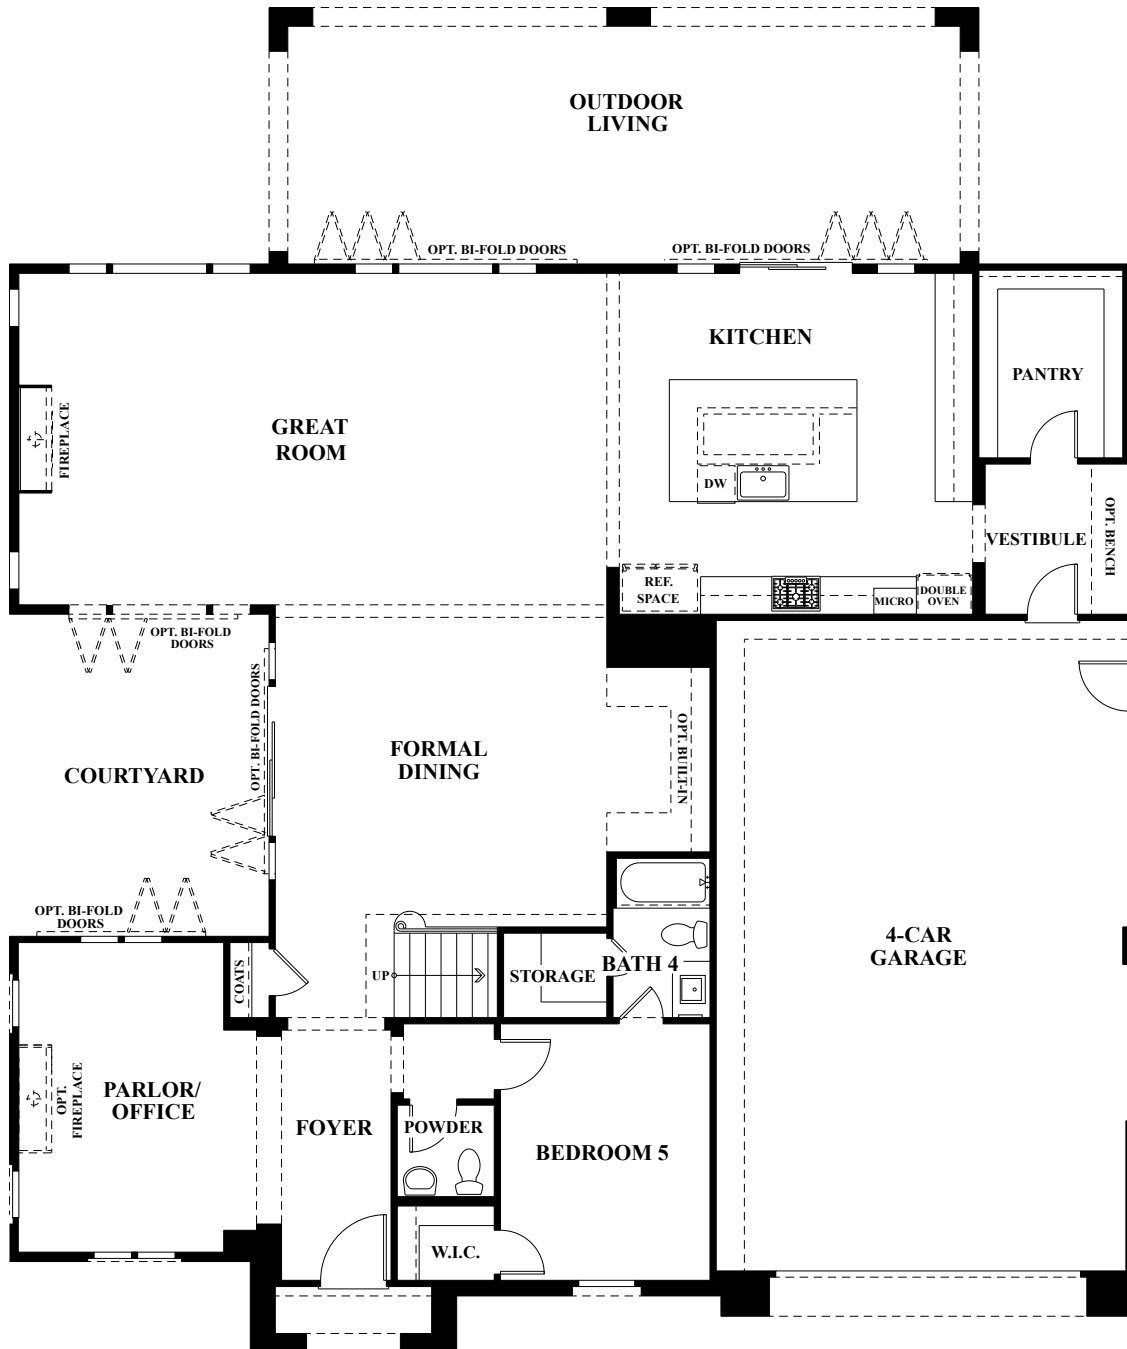 OUTDOOR
LIVING
OPT. BI-FOLD DOORS
OPT. BI-FOLD DOORS
KITCHEN
PANTRY
GREAT
ROOM
FIREPLACE
DW
VESTIBULE
OPT. BENCH
REF.
SPACE
MICRO
DOUBLE
OVEN
OPT. BI-FOLD
DOORS
OPT. BI-FOLD DOORS
FORMAL
DINING
OPT. BUILT-IN
COURTYARD
OPT. BI-FOLD
DOORS
4-CAR
GARAGE
COATS
UP
STORAGE
BATH 4
PARLOR/
OFFICE
OPT.
FIREPLACE
FOYER
POWDER
BEDROOM 5
W.I.C.